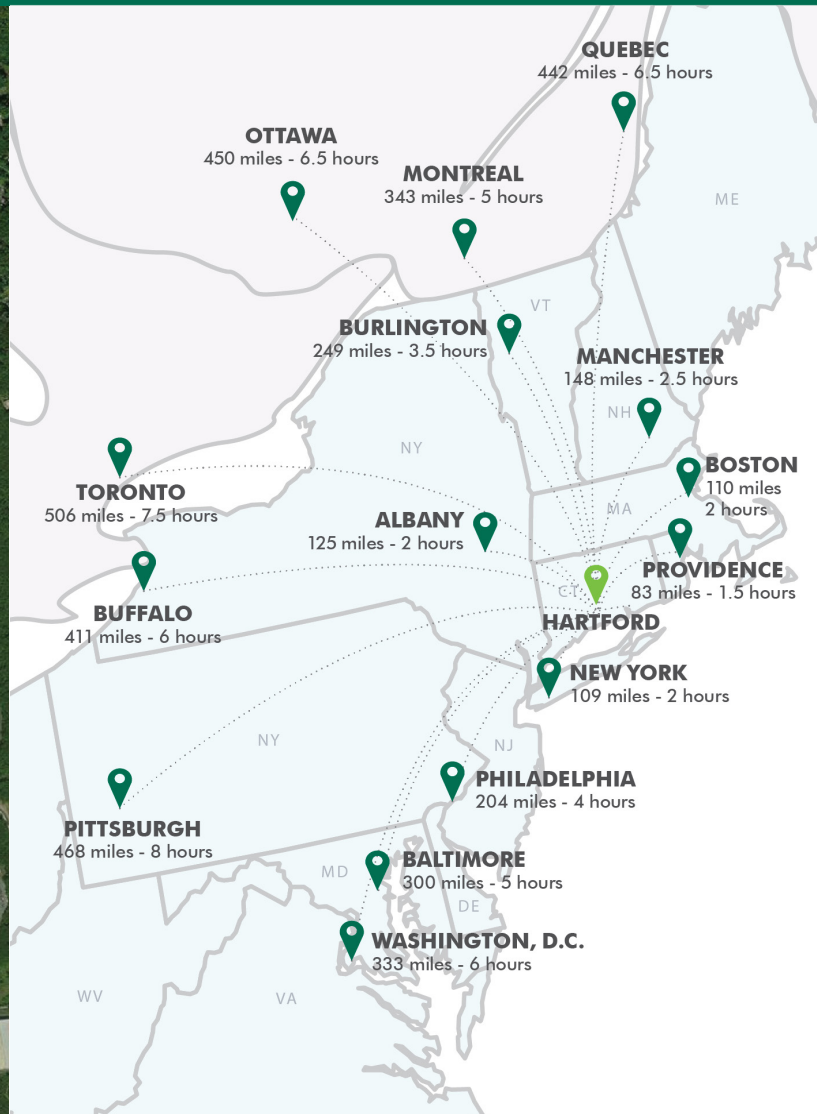 QUEBEC
442 miles - 6.5 hours
OTTAWA
450 miles - 6.5 hours
MONTREAL
343 miles - 5 hours
ME
VT
BURLINGTON
249 miles - 3.5 hours
MANCHESTER
148 miles - 2.5 hours
NH
NY
BOSTON
110 miles
2 hours
TORONTO
506 miles - 7.5 hours
ALBANY
125 miles - 2 hours
MA
PROVIDENCE
83 miles - 1.5 hours
CT
BUFFALO
411 miles - 6 hours
HARTFORD
NEW YORK
109 miles - 2 hours
NY
NJ
PHILADELPHIA
204 miles - 4 hours
PITTSBURGH
468 miles - 8 hours
BALTIMORE
300 miles - 5 hours
MD
DE
WASHINGTON, D.C.
333 miles - 6 hours
WV
VA